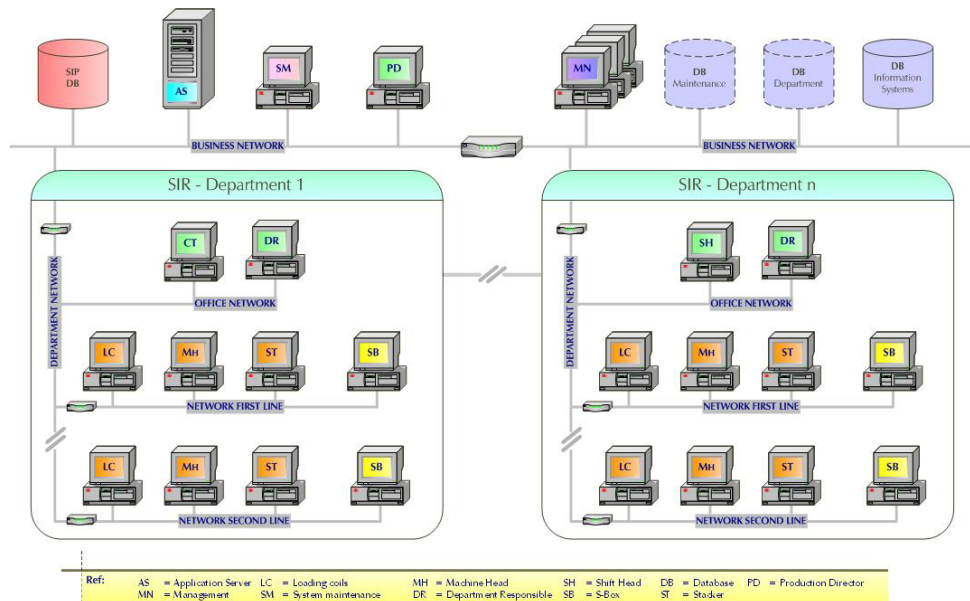 SIP
DB
AS
SM
PD
MN
DB
Maintenance
DB
Department
DB
Information
Systems
BUSINESS NETWORK
BUSINESS NETWORK
SIR - Department 1
SIR - Department n
CT
DR
SH
DR
DEPARTMENT NETWORK
OFFICE NETWORK
DEPARTMENT NETWORK
OFFICE NETWORK
LC
MH
ST
SB
LC
MH
ST
SB
NETWORK FIRST LINE
NETWORK FIRST LINE
LC
MH
ST
SB
LC
MH
ST
SB
NETWORK SECOND LINE
NETWORK SECOND LINE
Ref:
AS = Application Server LC = Loading coils MH = Machine Head SH = Shift Head DB = Database PD = Production Director
MN = Management SM = System maintenance DR = Department Responsible SB = S-Box ST = Stacker